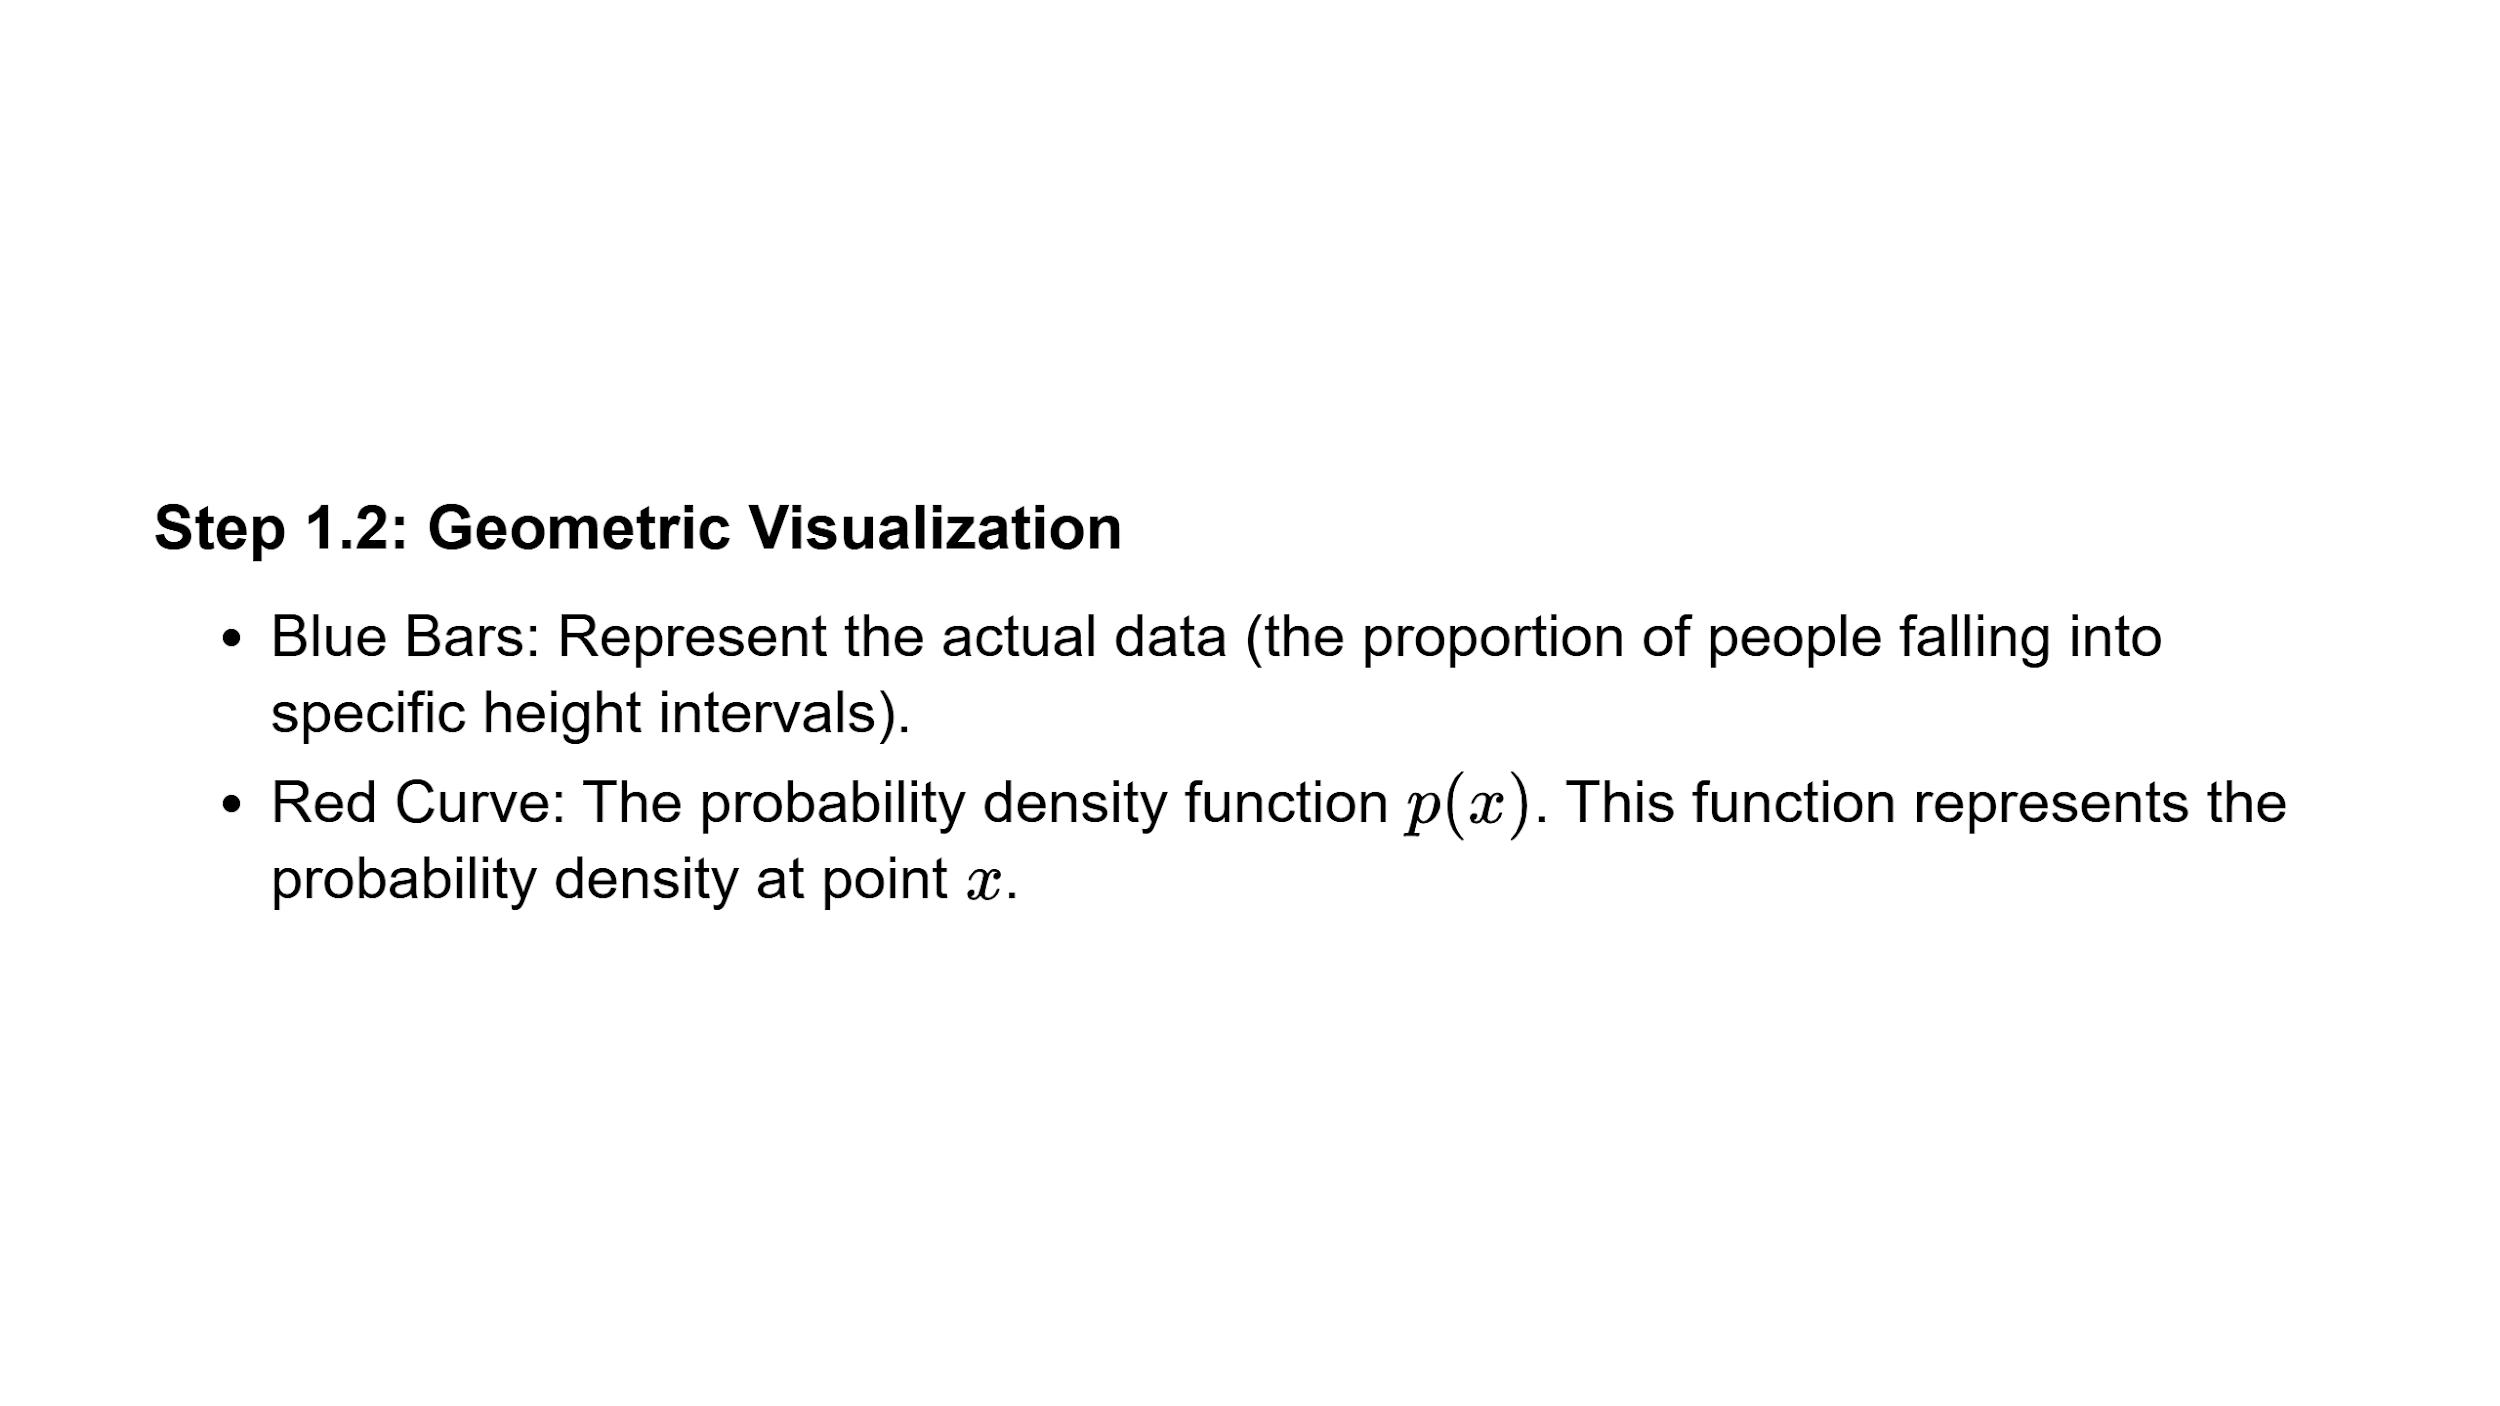 Step 1.2: Geometric Visualization
• Blue Bars: Represent the actual data (the proportion of people falling into
specific height intervals).
• Red Curve: The probability density function p(x). This function represents the
probability density at point x.